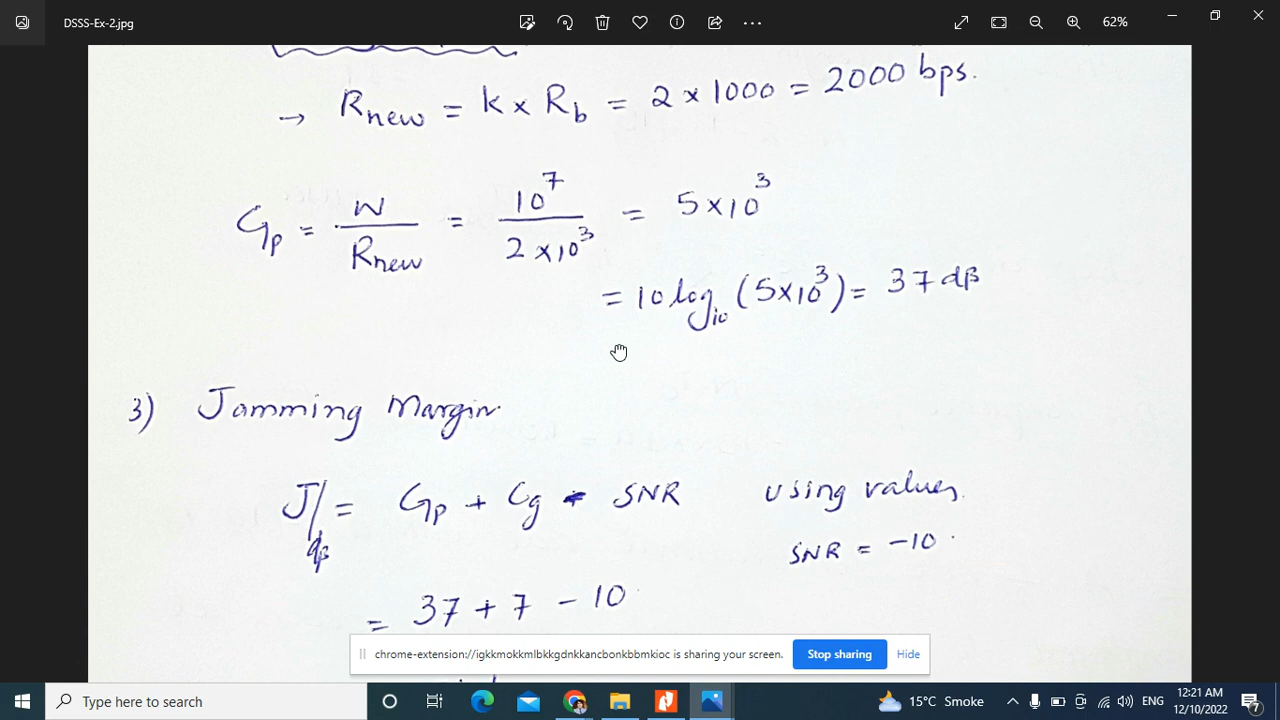 DSSS-Ex-2.jpg
62%
→ Rnew = K × Rb = 2 × 1000 = 2000 bps.
Gp = W / Rnew = 10^7 / 2×10^3 = 5×10^3
= 10 log10 (5×10^3) = 37 dB
3) Jamming Margin
J|dB = Gp + Cg - SNR using values.
SNR = -10
= 37 + 7 - 10
chrome-extension://igkkmokkmlbkkgdnkkancbonkbbmkioc is sharing your screen. Stop sharing Hide
Type here to search
15°C Smoke
ENG
12:21 AM
12/10/2022
7